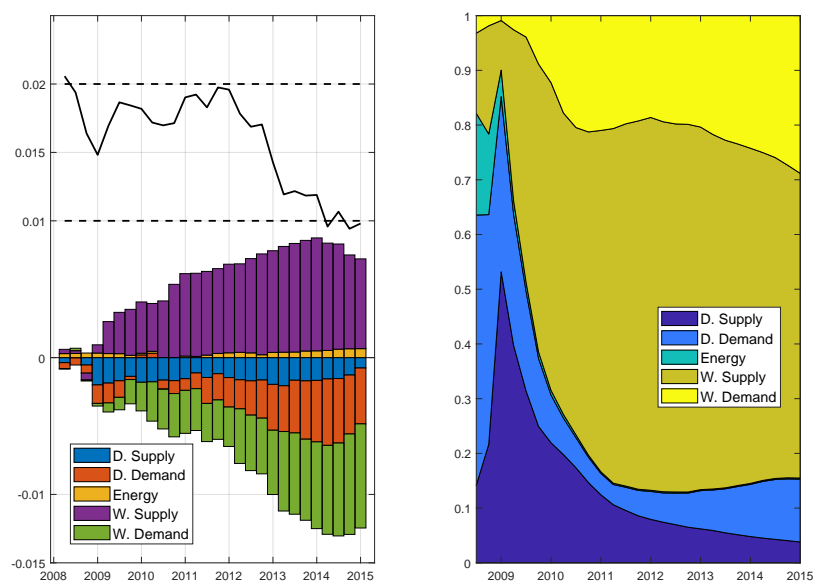 0.02
0.015
0.01
0
-0.01
-0.015
2008 2009 2010 2011 2012 2013 2014 2015
D. Supply
D. Demand
Energy
W. Supply
W. Demand
1
0.9
0.8
0.7
0.6
0.5
0.4
0.3
0.2
0.1
0
2009 2011 2012 2013 2014 2015
D. Supply
D. Demand
Energy
W. Supply
W. Demand